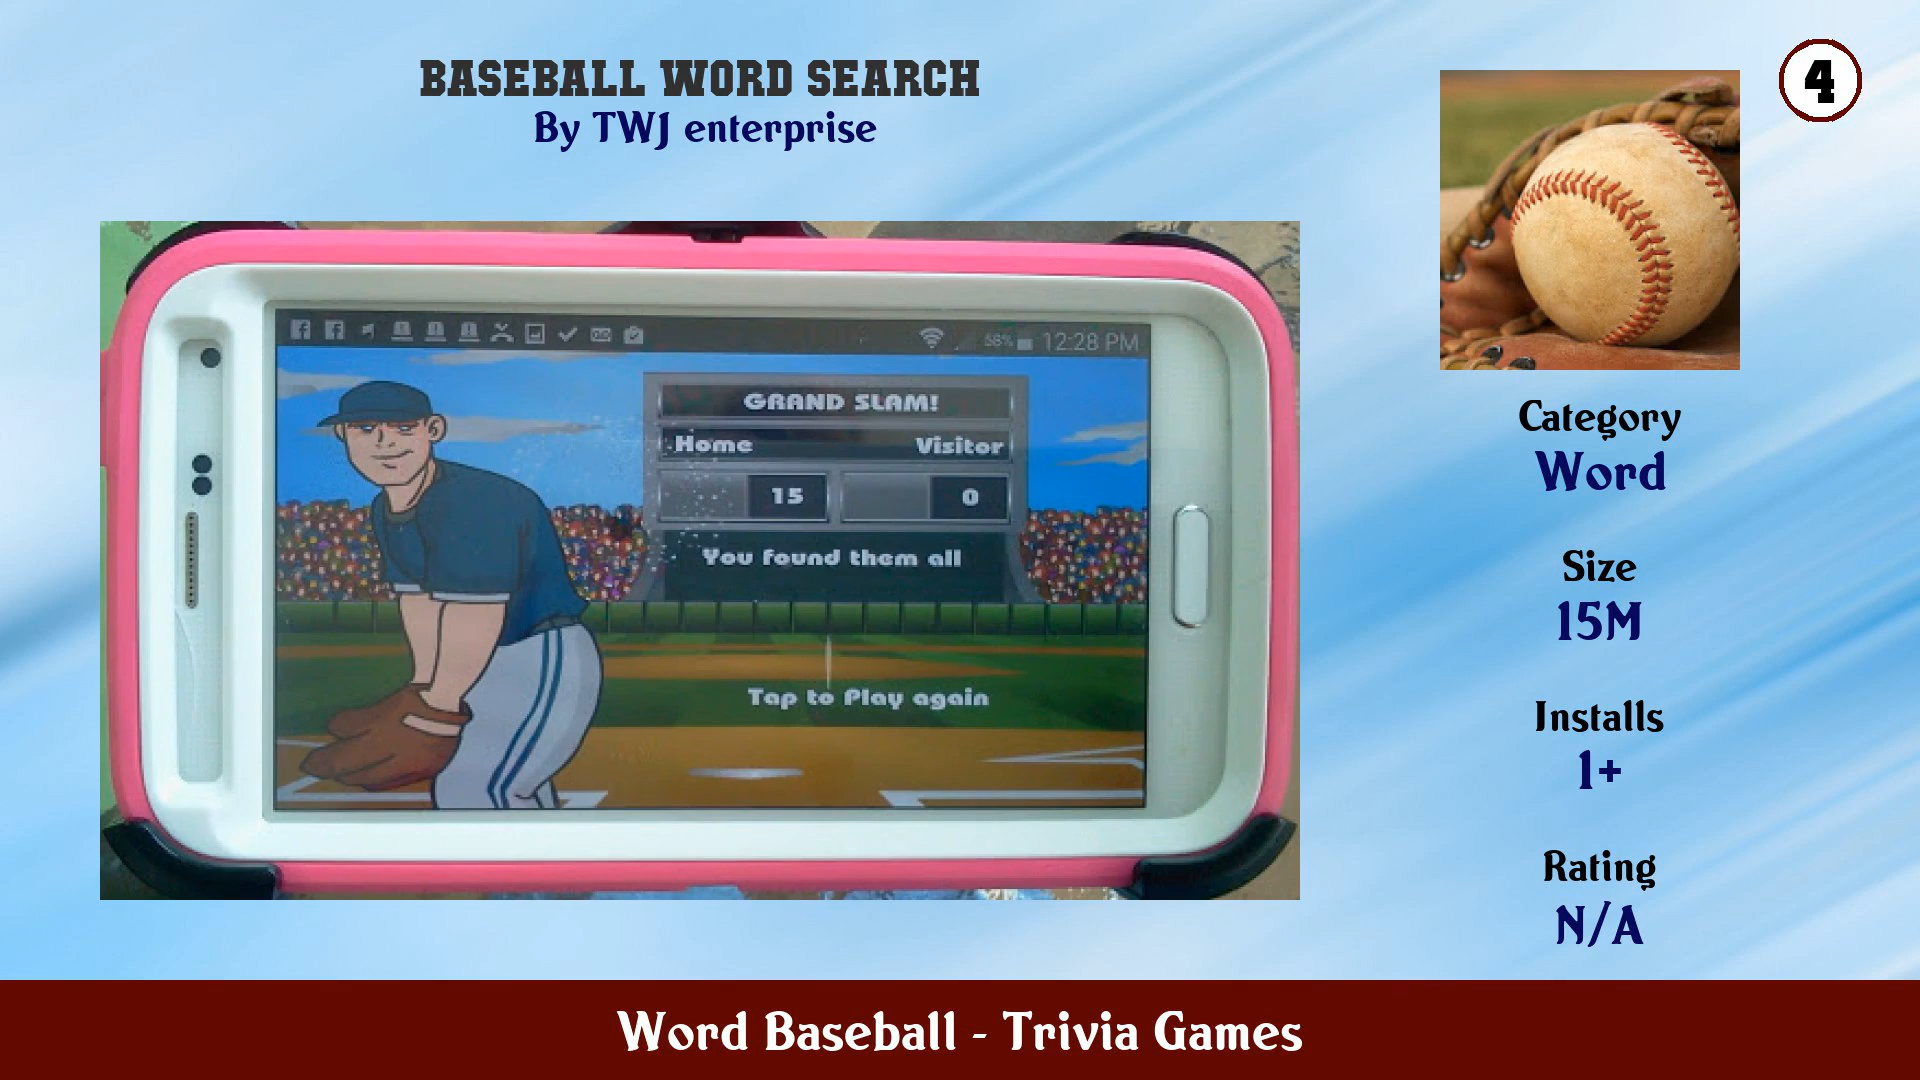 BASEBALL WORD SEARCH
By TWJ enterprise
4
58% 12:28 PM
GRAND SLAM!
Home Visitor
15 0
You found them all
Tap to Play again
Category
Word
Size
15M
Installs
1+
Rating
N/A
Word Baseball - Trivia Games